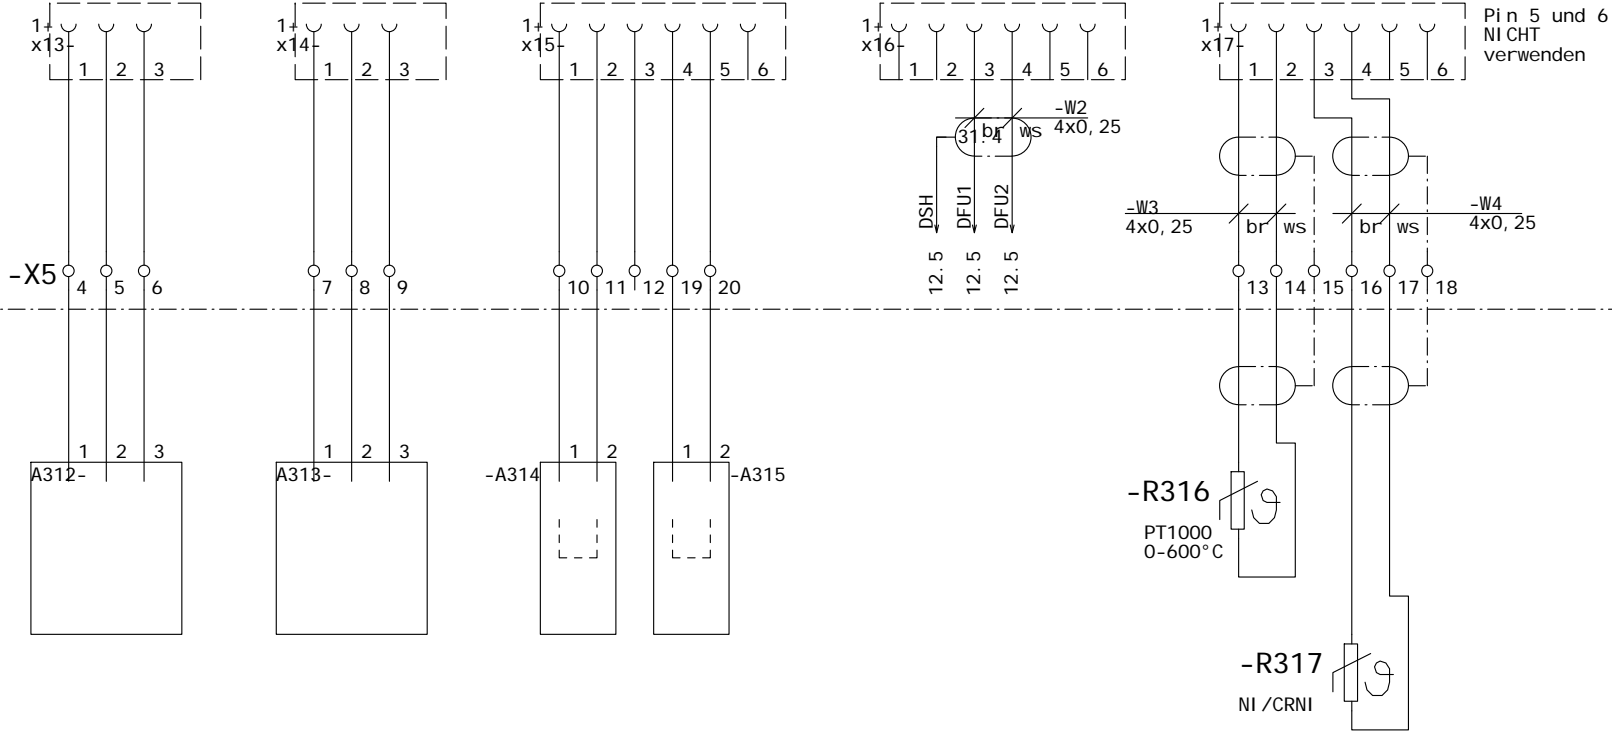 1+ 1+ 1+ 1+ 1+ Pin 5 und 6
x13- x14- x15- x16- x17- NICHT
verwenden
1 2 3 1 2 3 1 2 3 4 5 6 1 2 3 4 5 6 1 2 3 4 5 6
-W2
4x0,25
31.4 br ws
DSH DFU1 DFU2
-W3 -W4
4x0,25 br ws br ws 4x0,25
12.5 12.5 12.5
-X5 4 5 6 7 8 9 10 11 12 19 20 13 14 15 16 17 18
1 2 3 1 2 3 1 2 1 2
A312- A313- -A314 -A315
-R316
PT1000
0-600°C
-R317
NI/CRNI